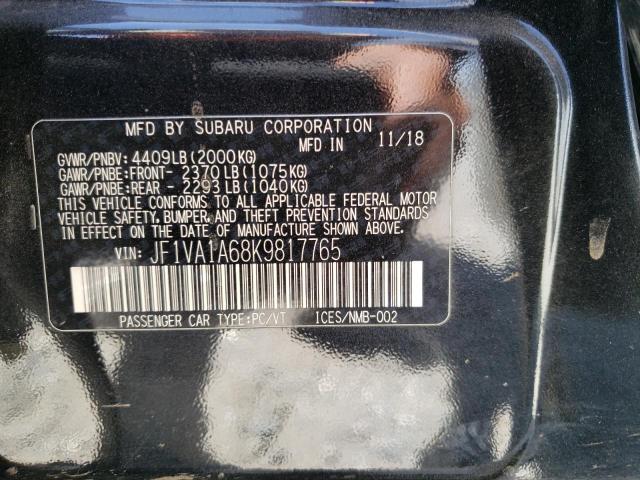 MFD BY SUBARU CORPORATION
MFD IN 11/18
GVWR/PNBV: 4409LB (2000KG)
GAWR/PNBE:FRONT- 2370LB (1075KG)
GAWR/PNBE:REAR - 2293LB (1040KG)
THIS VEHICLE CONFORMS TO ALL APPLICABLE FEDERAL MOTOR
VEHICLE SAFETY, BUMPER, AND THEFT PREVENTION STANDARDS
IN EFFECT ON THE DATE OF MANUFACTURE SHOWN ABOVE.
VIN: JF1VA1A68K9817765
PASSENGER CAR TYPE:PC/VT ICES/NMB-002